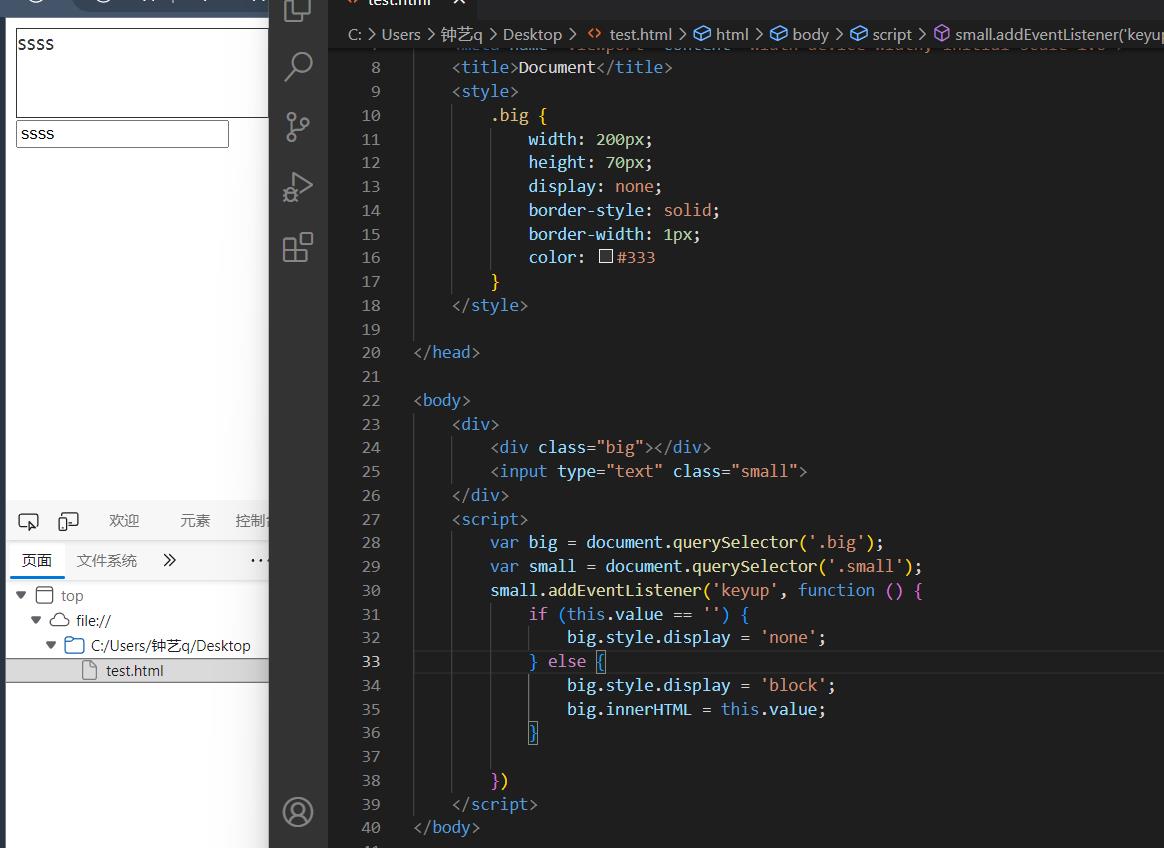 test.html
C: > Users > 钟艺q > Desktop > test.html > html > body > script > small.addEventListener('keyup
ssss
ssss
8 <title>Document</title>
9 <style>
10 .big {
11 width: 200px;
12 height: 70px;
13 display: none;
14 border-style: solid;
15 border-width: 1px;
16 color: #333
17 }
18 </style>
19
20 </head>
21
22 <body>
23 <div>
24 <div class="big"></div>
25 <input type="text" class="small">
26 </div>
27 <script>
28 var big = document.querySelector('.big');
29 var small = document.querySelector('.small');
30 small.addEventListener('keyup', function () {
31 if (this.value == '') {
32 big.style.display = 'none';
33 } else {
34 big.style.display = 'block';
35 big.innerHTML = this.value;
36 }
37
38 })
39 </script>
40 </body>
欢迎 元素 控制台
页面 文件系统
top
file://
C:/Users/钟艺q/Desktop
test.html